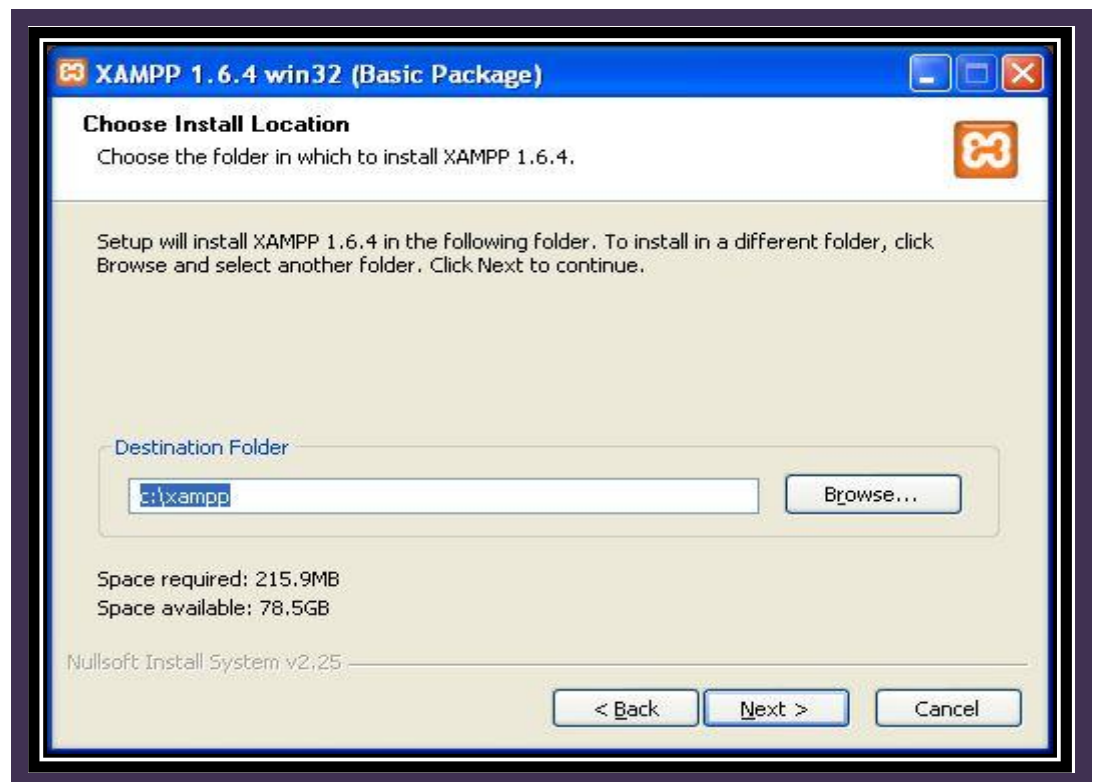 XAMPP 1.6.4 win32 (Basic Package)
Choose Install Location
Choose the folder in which to install XAMPP 1.6.4.
Setup will install XAMPP 1.6.4 in the following folder. To install in a different folder, click
Browse and select another folder. Click Next to continue.
Destination Folder
c:\xampp
Browse...
Space required: 215.9MB
Space available: 78.5GB
Nullsoft Install System v2.25
< Back
Next >
Cancel